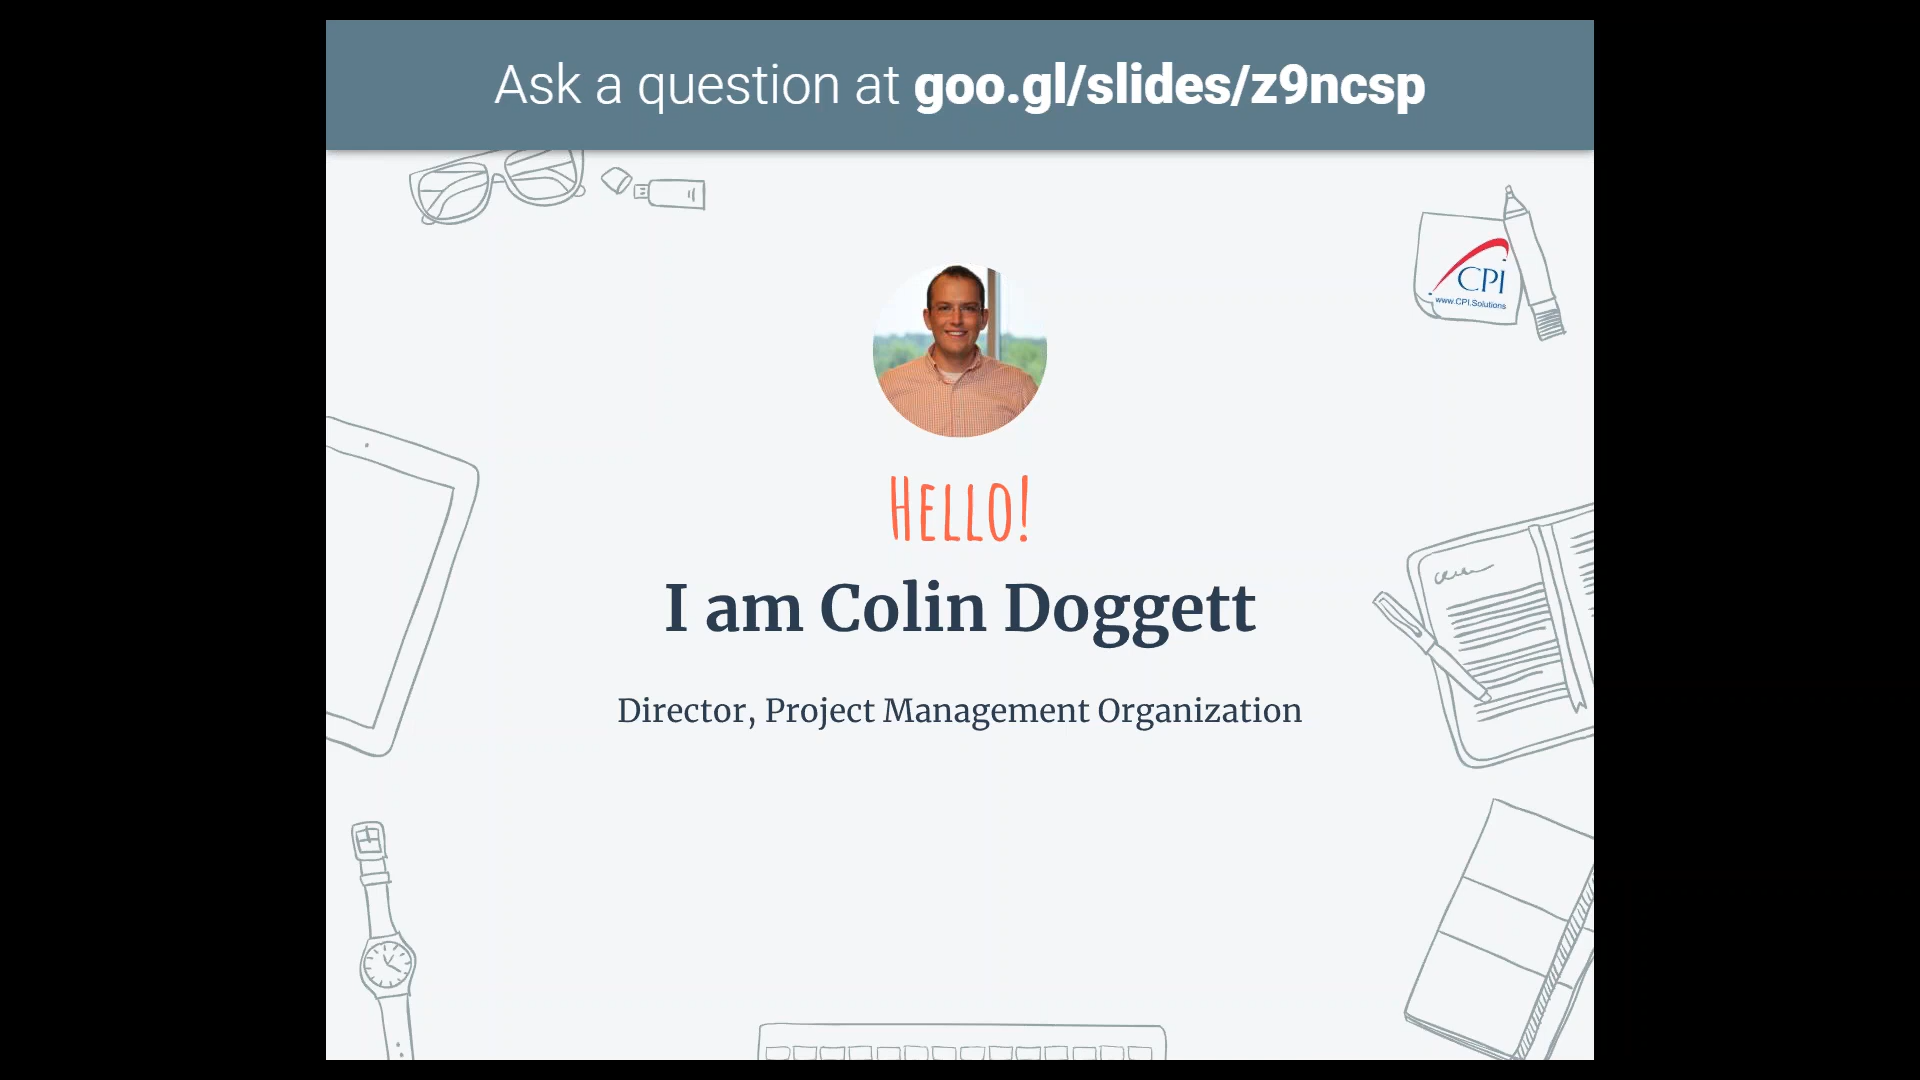 Ask a question at goo.gl/slides/z9ncsp
CPI
www.CPI.Solutions
HELLO!
I am Colin Doggett
Director, Project Management Organization